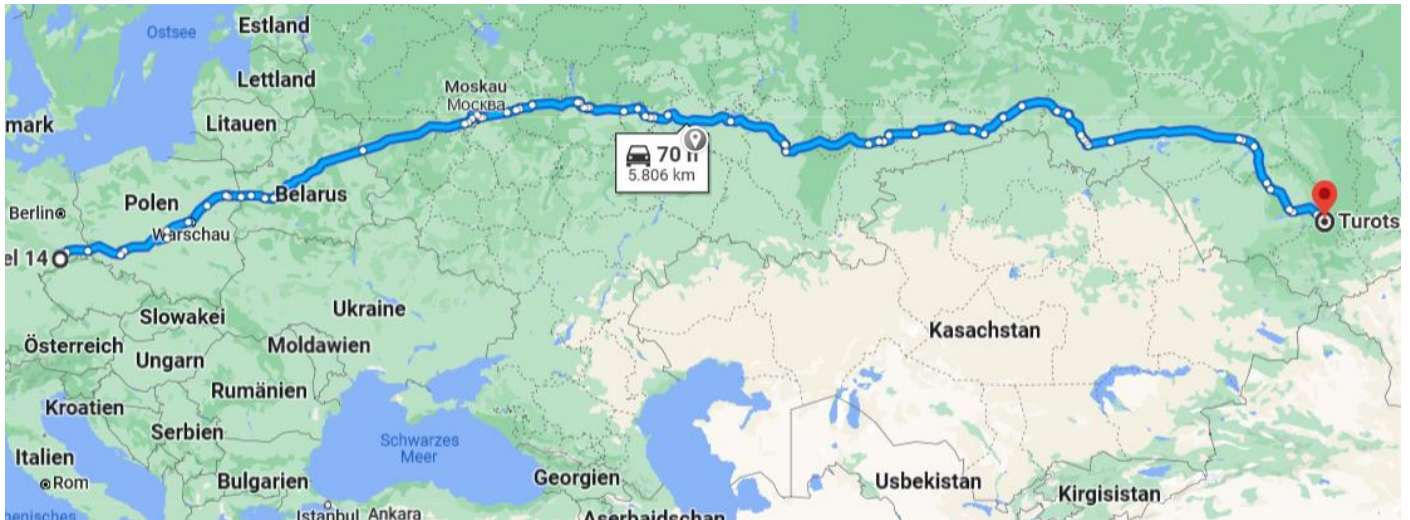 Estland
Ostsee
Lettland
Moskau
Москва
mark
Litauen
70
5.806 km
Belarus
Polen
Berlin
Warschau
Turots
el 14
Ukraine
Slowakei
Kasachstan
Österreich
Moldawien
Ungarn
Rumänien
Kroatien
Serbien
Schwarzes
Meer
Italien
Rom
Bulgarien
Georgien
Usbekistan
Kirgisistan
Istanbul
Ankara
Aserbaidschan